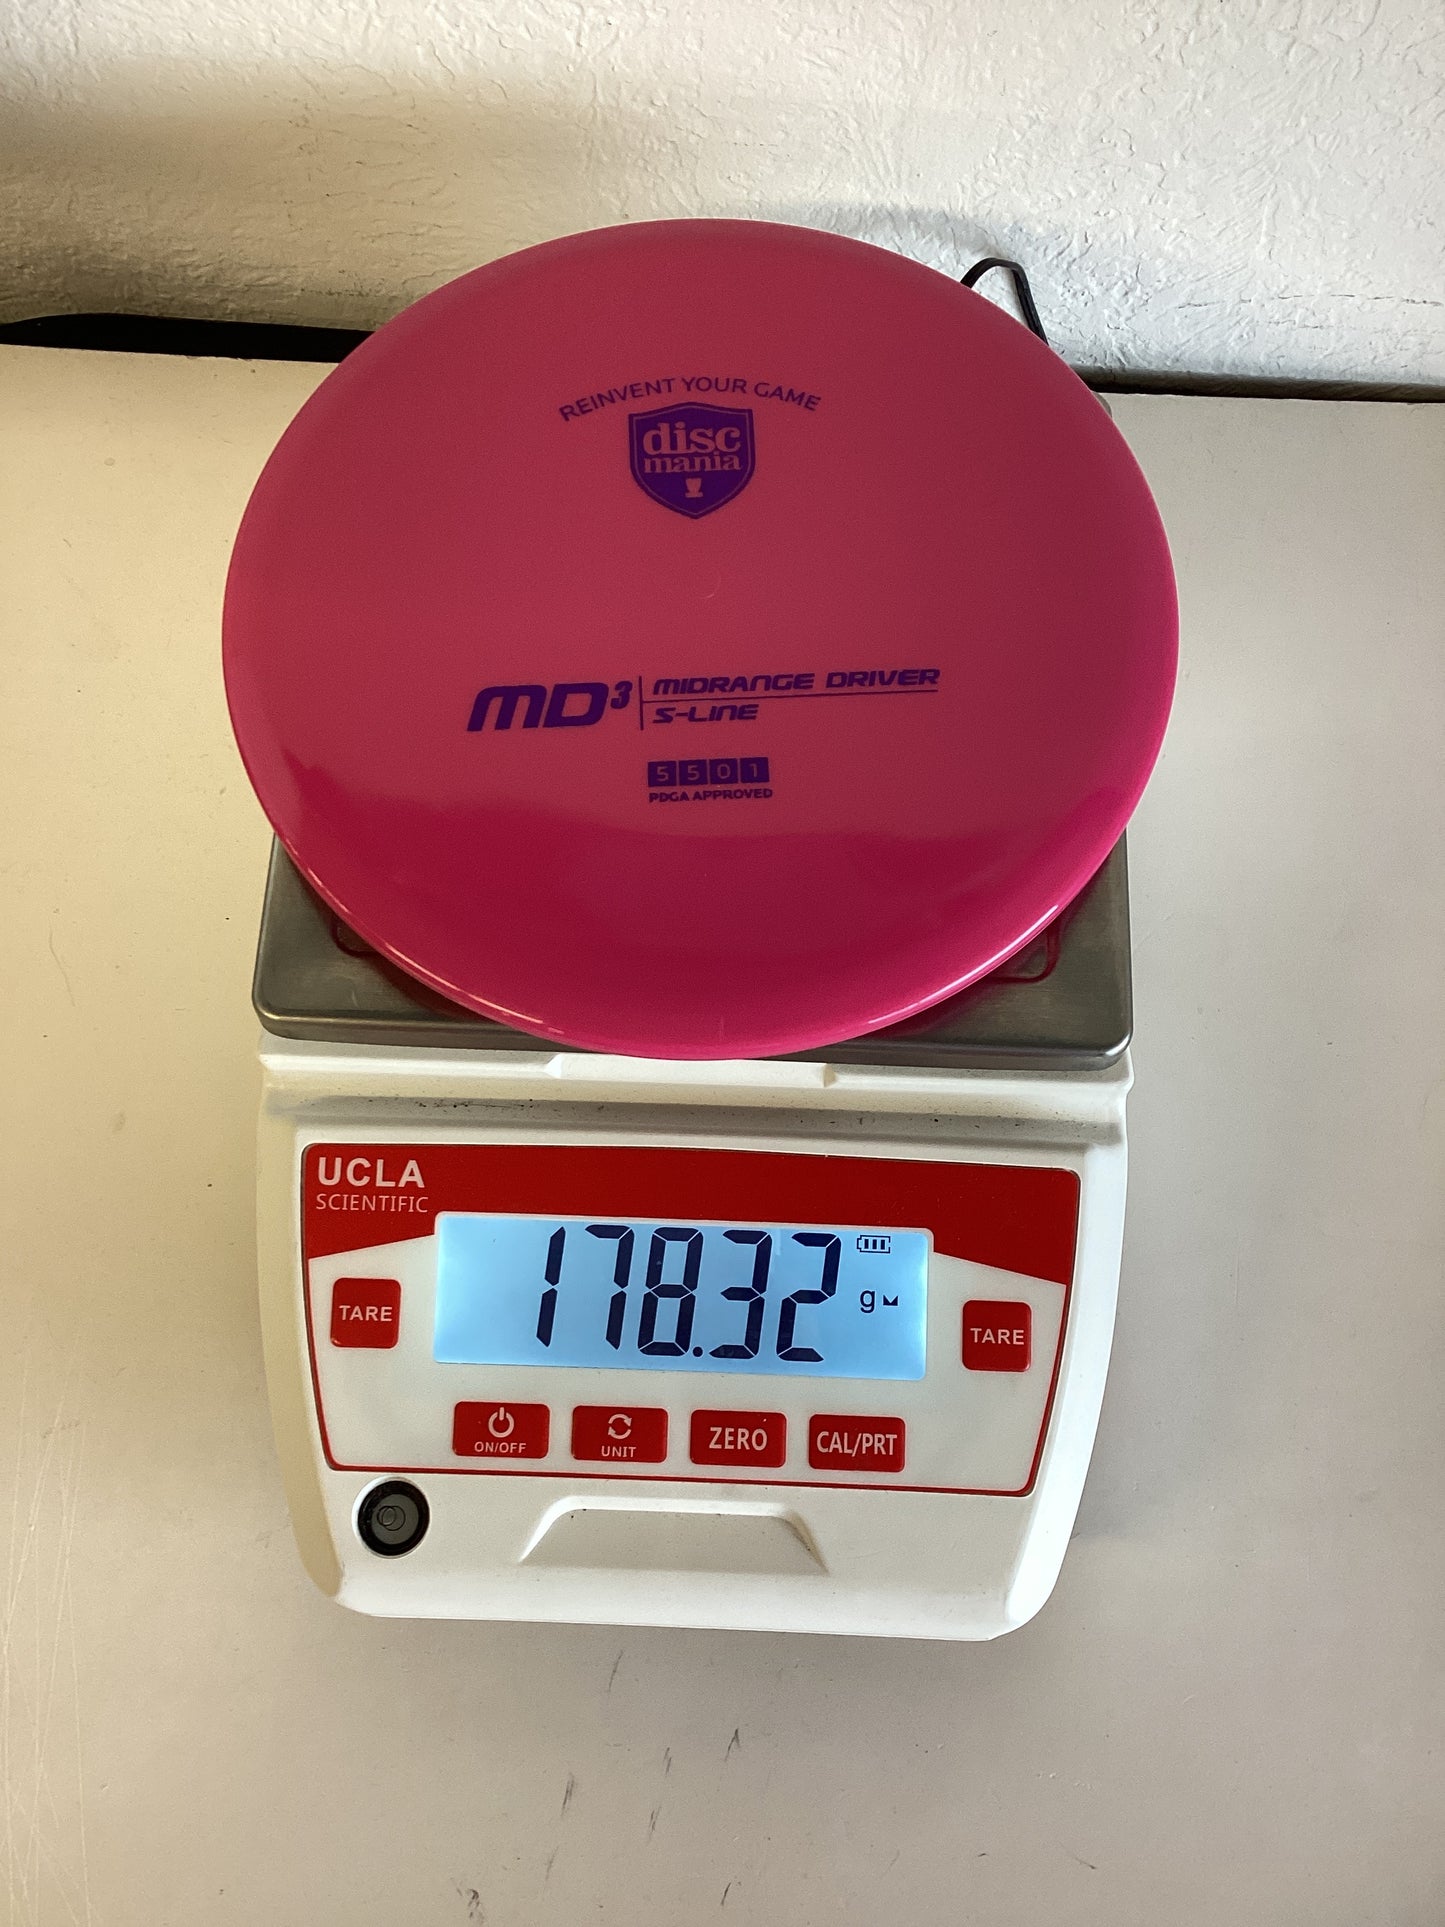 REINVENT YOUR GAME
disc
mania
MD³ MIDRANGE DRIVER
S-LINE
5 5 0 1
PDGA APPROVED
UCLA
SCIENTIFIC
178.32
g
TARE
TARE
ON/OFF
UNIT
ZERO
CAL/PRT